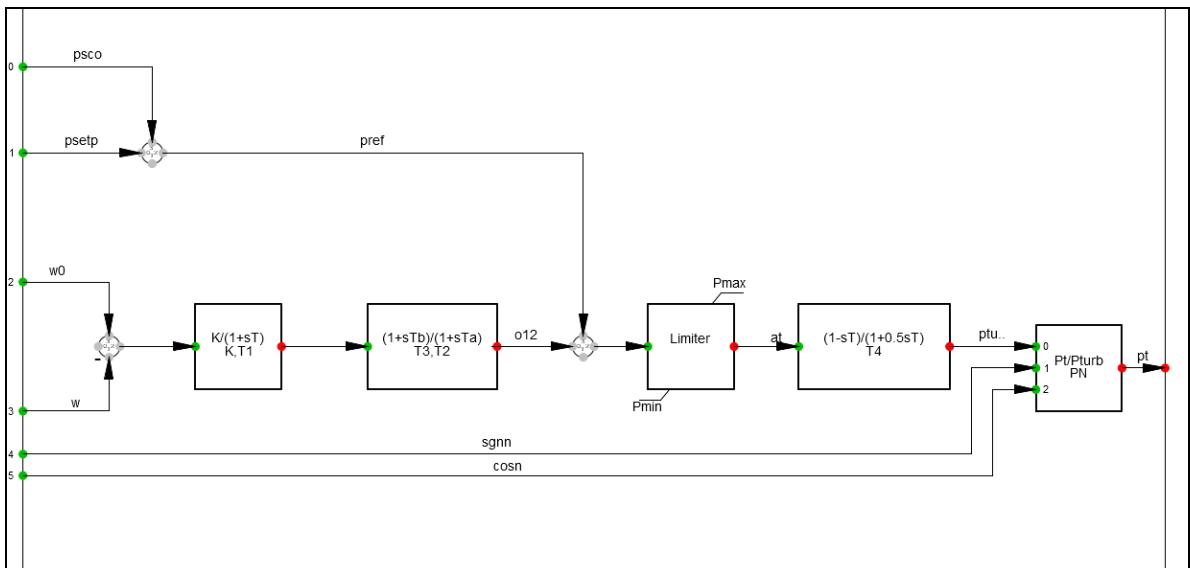 psco
0
psetp
pref
1
w0
2
Pmax
K/(1+sT)
K,T1
(1+sTb)/(1+sTa)
T3,T2
o12
Limiter
at
(1-sT)/(1+0.5sT)
T4
ptu..
0
1
2
Pt/Pturb
PN
pt
-
Pmin
w
3
sgnn
4
cosn
5